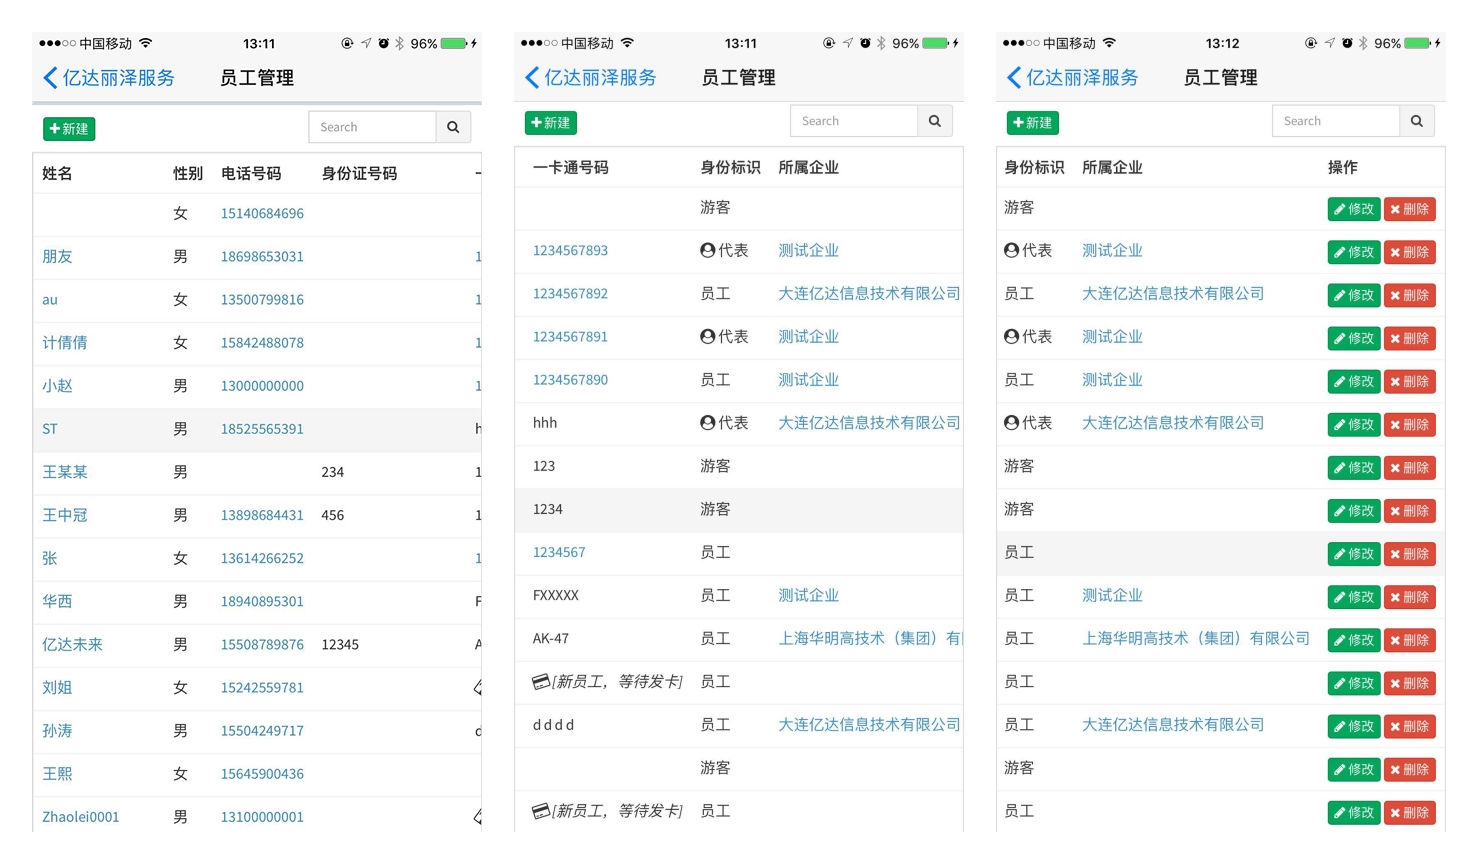 中国移动 13:11 96%
亿达丽泽服务 员工管理
新建 Search
姓名 性别 电话号码 身份证号码
女 15140684696
朋友 男 18698653031 1
au 女 13500799816 1
计倩倩 女 15842488078 1
小赵 男 13000000000 1
ST 男 18525565391 h
王某某 男 234 1
王中冠 男 13898684431 456 1
张 女 13614266252 1
华西 男 18940895301 F
亿达未来 男 15508789876 12345 A
刘姐 女 15242559781
孙涛 男 15504249717 d
王熙 女 15645900436
Zhaolei0001 男 13100000001
中国移动 13:11 96%
亿达丽泽服务 员工管理
新建 Search
一卡通号码 身份标识 所属企业
游客
1234567893 代表 测试企业
1234567892 员工 大连亿达信息技术有限公司
1234567891 代表 测试企业
1234567890 员工 测试企业
hhh 代表 大连亿达信息技术有限公司
123 游客
1234 游客
1234567 员工
FXXXXX 员工 测试企业
AK-47 员工 上海华明高技术（集团）有
[新员工，等待发卡] 员工
d d d d 员工 大连亿达信息技术有限公司
游客
[新员工，等待发卡] 员工
中国移动 13:12 96%
亿达丽泽服务 员工管理
新建 Search
身份标识 所属企业 操作
游客 修改 删除
代表 测试企业 修改 删除
员工 大连亿达信息技术有限公司 修改 删除
代表 测试企业 修改 删除
员工 测试企业 修改 删除
代表 大连亿达信息技术有限公司 修改 删除
游客 修改 删除
游客 修改 删除
员工 修改 删除
员工 测试企业 修改 删除
员工 上海华明高技术（集团）有限公司 修改 删除
员工 修改 删除
员工 大连亿达信息技术有限公司 修改 删除
游客 修改 删除
员工 修改 删除